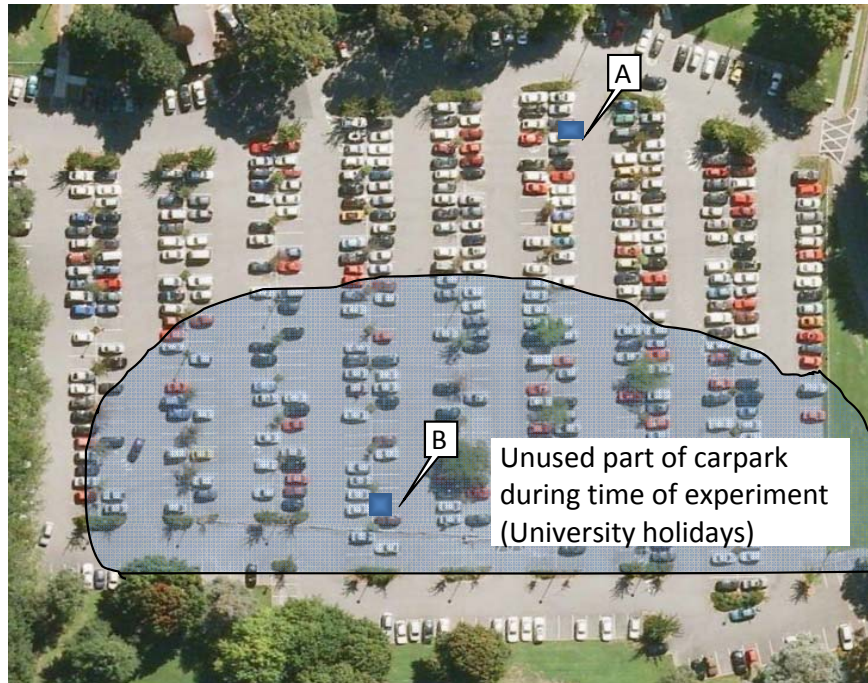 A
B
Unused part of carpark
during time of experiment
(University holidays)